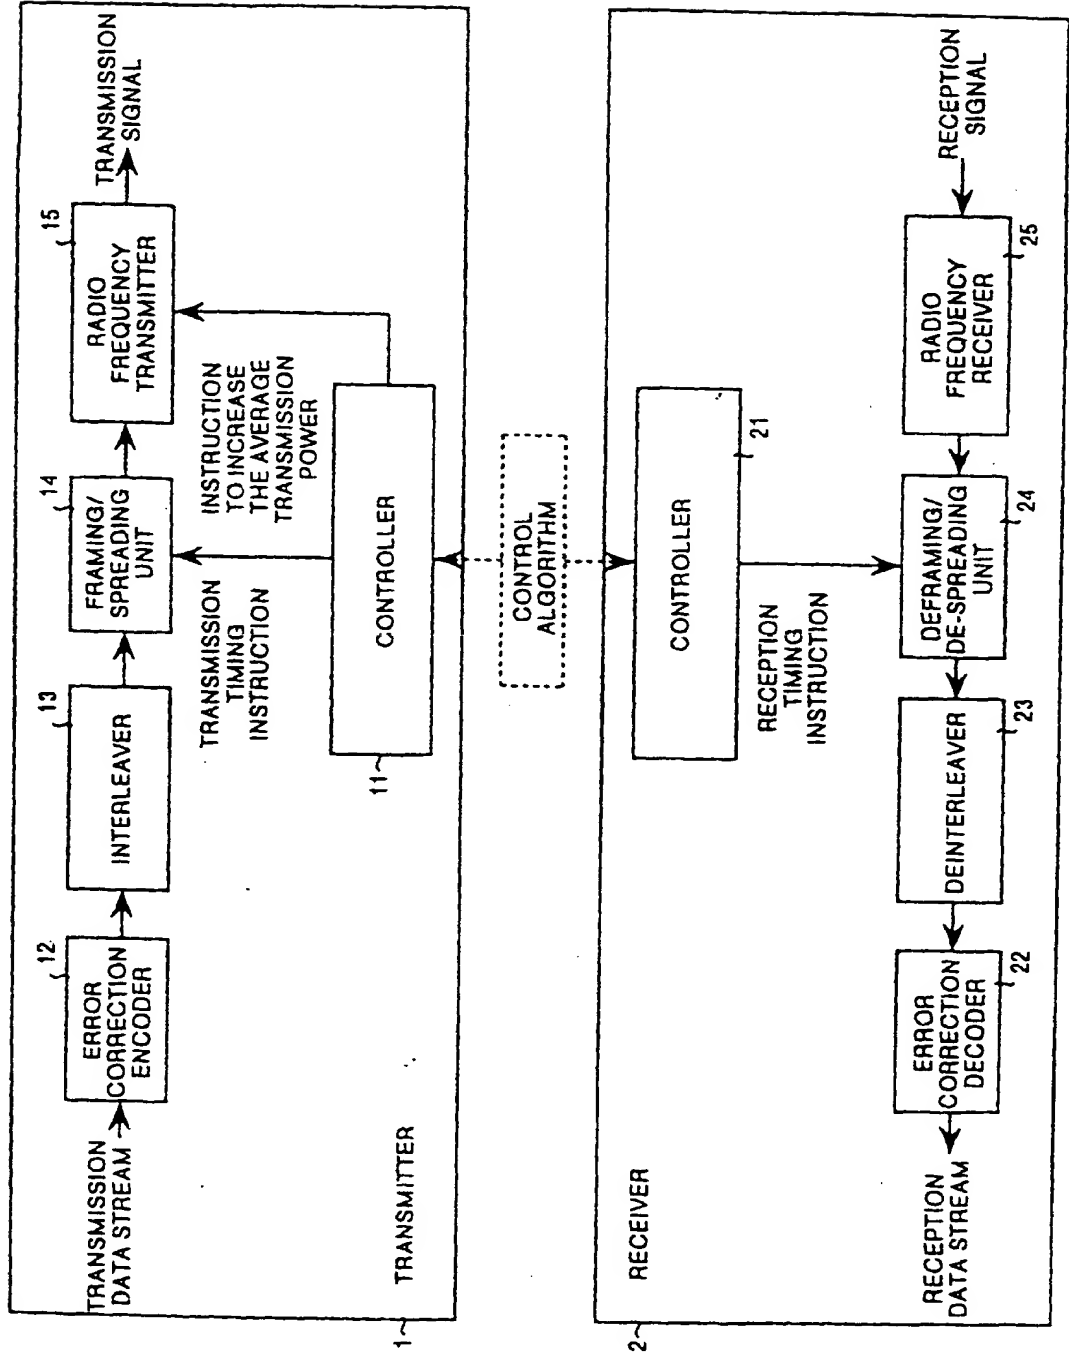 1
TRANSMITTER
TRANSMISSION
DATA STREAM
12
ERROR
CORRECTION
ENCODER
13
INTERLEAVER
14
FRAMING/
SPREADING
UNIT
15
RADIO
FREQUENCY
TRANSMITTER
TRANSMISSION
SIGNAL
TRANSMISSION
TIMING
INSTRUCTION
INSTRUCTION
TO INCREASE
THE AVERAGE
TRANSMISSION
POWER
11
CONTROLLER
CONTROL
ALGORITHM
2
RECEIVER
CONTROLLER
21
RECEPTION
TIMING
INSTRUCTION
RECEPTION
DATA STREAM
ERROR
CORRECTION
DECODER
22
DEINTERLEAVER
23
DEFRAMING/
DE-SPREADING
UNIT
24
RADIO
FREQUENCY
RECEIVER
25
RECEPTION
SIGNAL